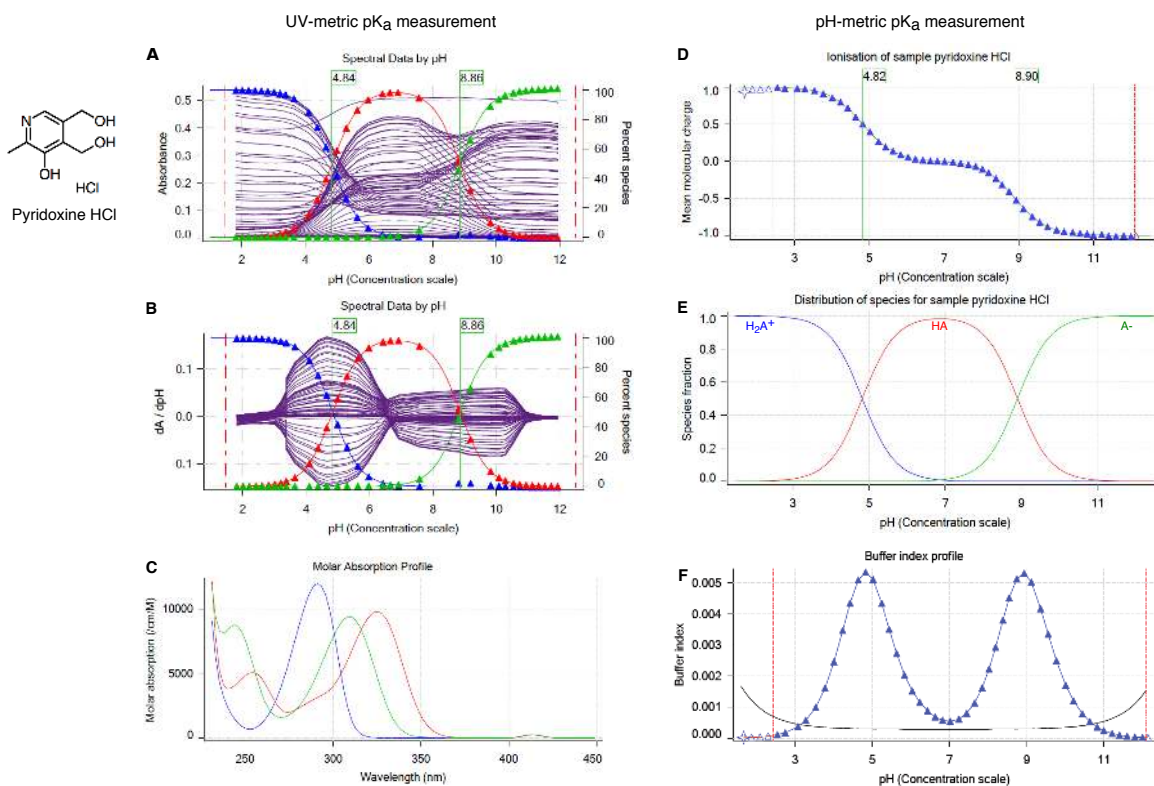 UV-metric pKa measurement
pH-metric pKa measurement
N
OH
OH
OH
HCl
Pyridoxine HCl
A
Spectral Data by pH
4.84
8.86
Absorbance
0.5
0.4
0.3
0.2
0.1
0.0
100
80
60
40
20
0
Percent species
2 4 6 8 10 12
pH (Concentration scale)
B
Spectral Data by pH
4.84
8.86
dA / dpH
0.1
0.0
0.1
100
80
60
40
20
0
Percent species
2 4 6 8 10 12
pH (Concentration scale)
C
Molar Absorption Profile
Molar absorption (/cm/M)
10000
5000
0
250 300 350 400 450
Wavelength (nm)
D
Ionisation of sample pyridoxine HCl
4.82
8.90
Mean molecular charge
1.0
0.5
0.0
-0.5
-1.0
3 5 7 9 11
pH (Concentration scale)
E
Distribution of species for sample pyridoxine HCl
H₂A⁺
HA
A-
Species fraction
1.0
0.8
0.6
0.4
0.2
0.0
3 5 7 9 11
pH (Concentration scale)
F
Buffer index profile
Buffer index
0.005
0.004
0.003
0.002
0.001
0.000
3 5 7 9 11
pH (Concentration scale)